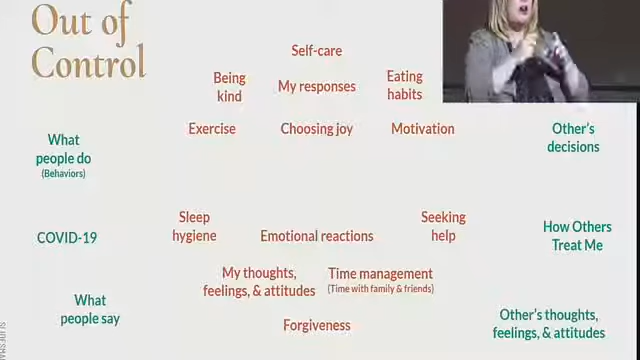 Out of
Control
Self-care
Being
kind
My responses
Eating
habits
Exercise
Choosing joy
Motivation
What
people do
(Behaviors)
Other's
decisions
COVID-19
Sleep
hygiene
Emotional reactions
Seeking
help
How Others
Treat Me
My thoughts,
feelings, & attitudes
Time management
(Time with family & friends)
What
people say
Forgiveness
Other's thoughts,
feelings, & attitudes